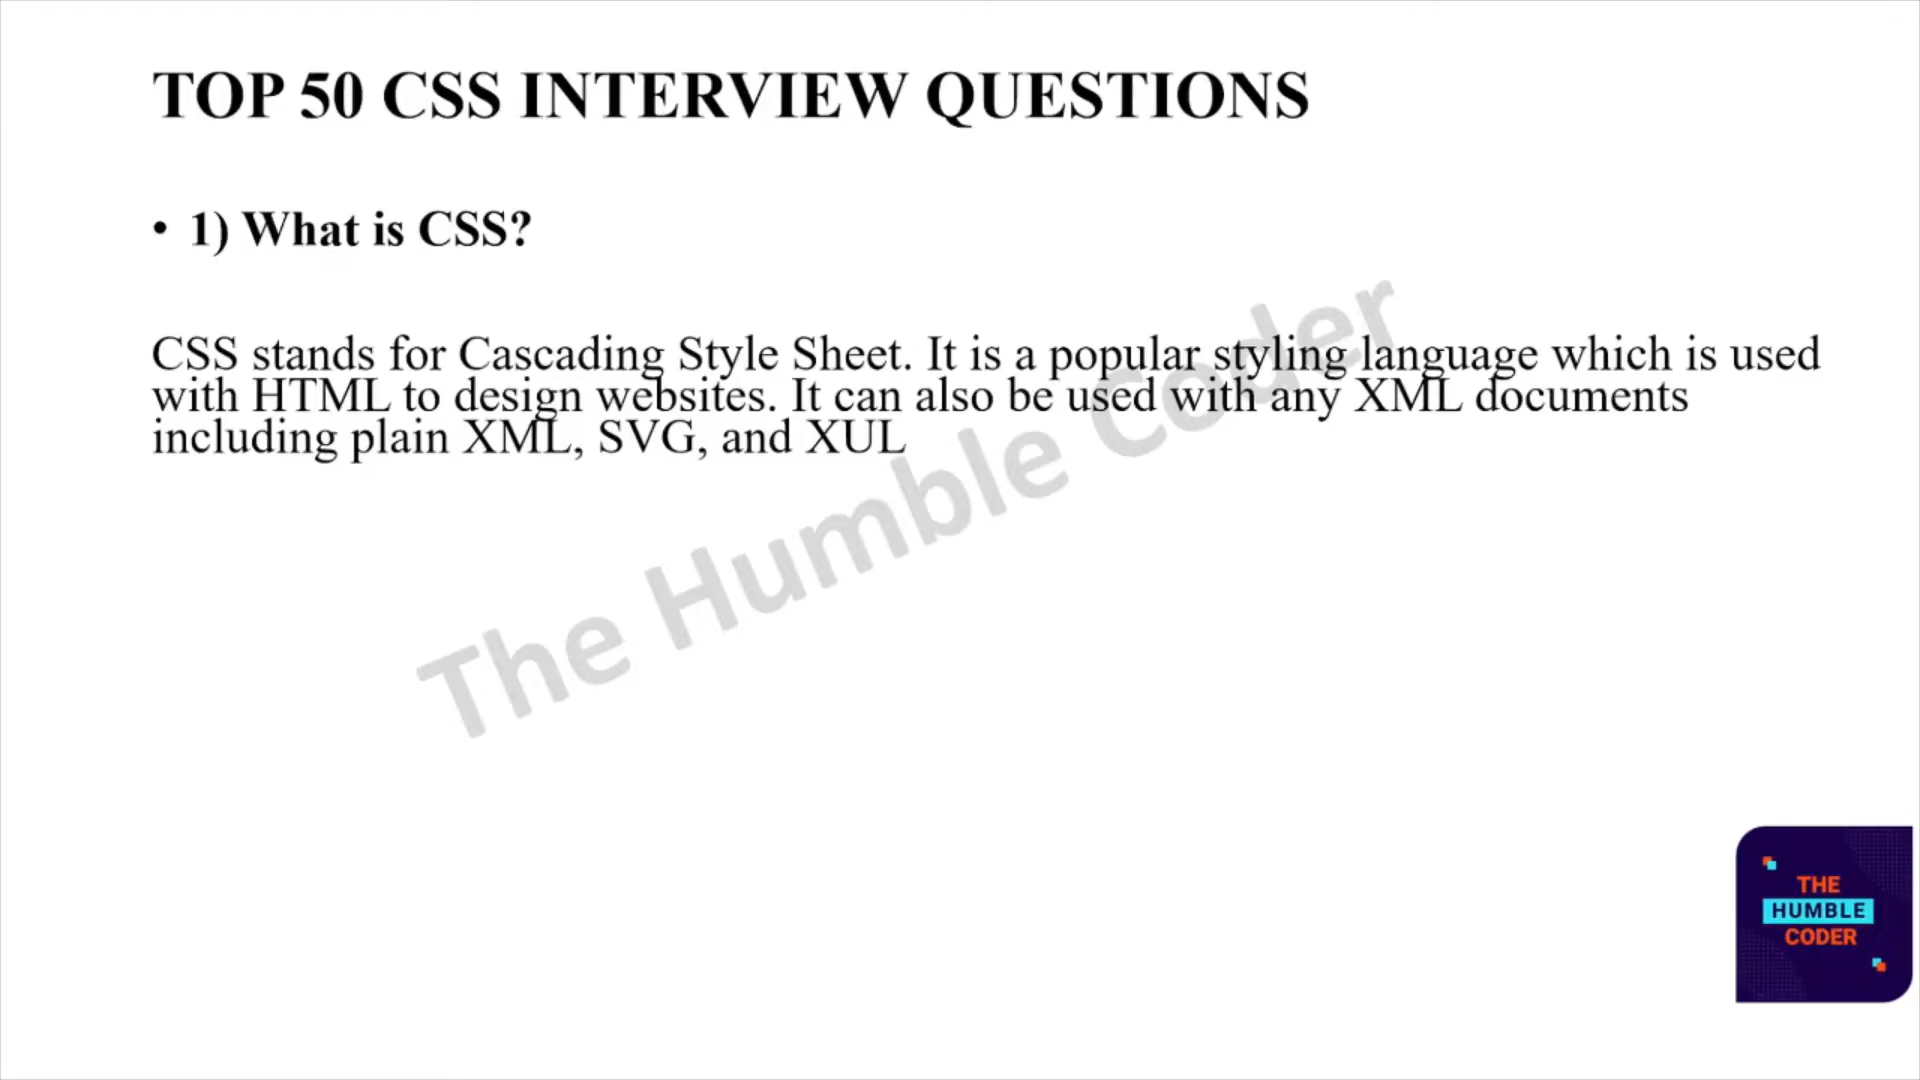 TOP 50 CSS INTERVIEW QUESTIONS
• 1) What is CSS?
CSS stands for Cascading Style Sheet. It is a popular styling language which is used
with HTML to design websites. It can also be used with any XML documents
including plain XML, SVG, and XUL
The Humble Coder
THE
HUMBLE
CODER